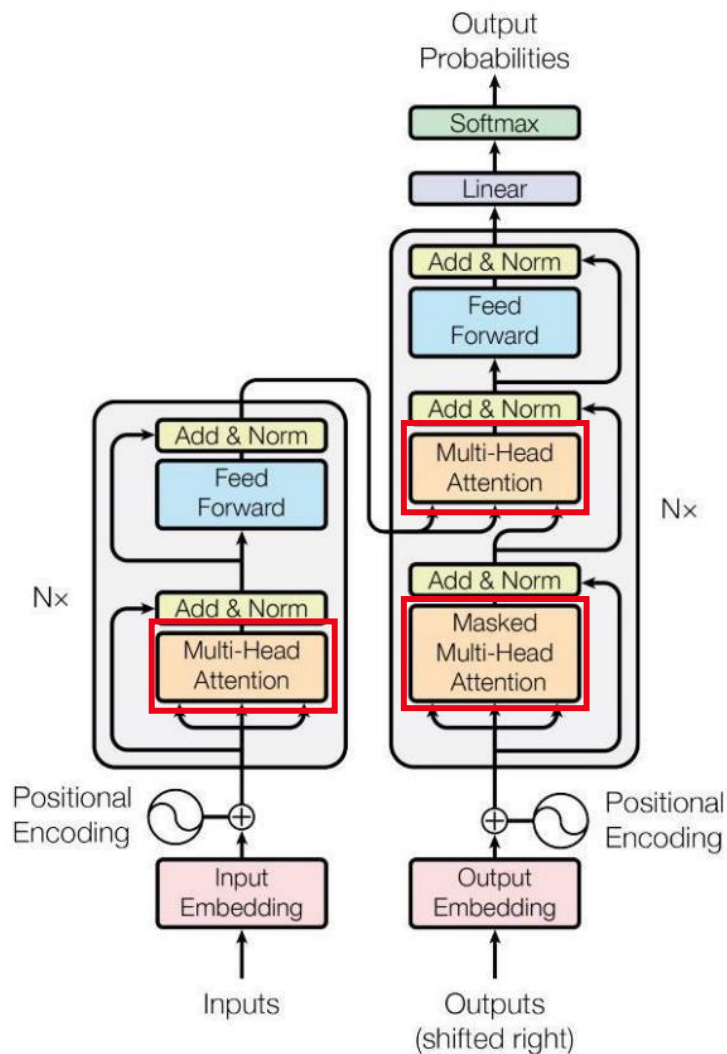 Output
Probabilities
Softmax
Linear
Add & Norm
Feed
Forward
Add & Norm
Multi-Head
Attention
Nx
Add & Norm
Masked
Multi-Head
Attention
Positional
Encoding
Output
Embedding
Outputs
(shifted right)
Add & Norm
Feed
Forward
Nx
Add & Norm
Multi-Head
Attention
Positional
Encoding
Input
Embedding
Inputs